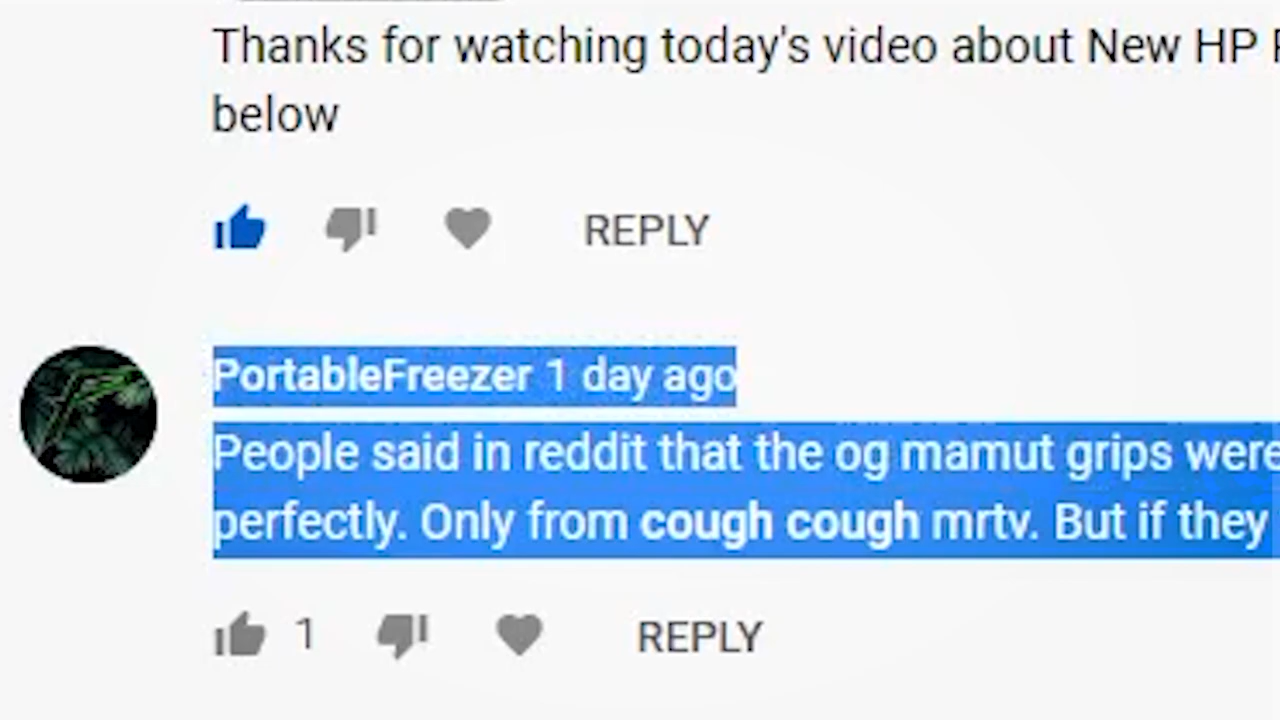 Thanks for watching today's video about New HP
below
REPLY
PortableFreezer 1 day ago
People said in reddit that the og mamut grips were
perfectly. Only from cough cough mrtv. But if they
1
REPLY